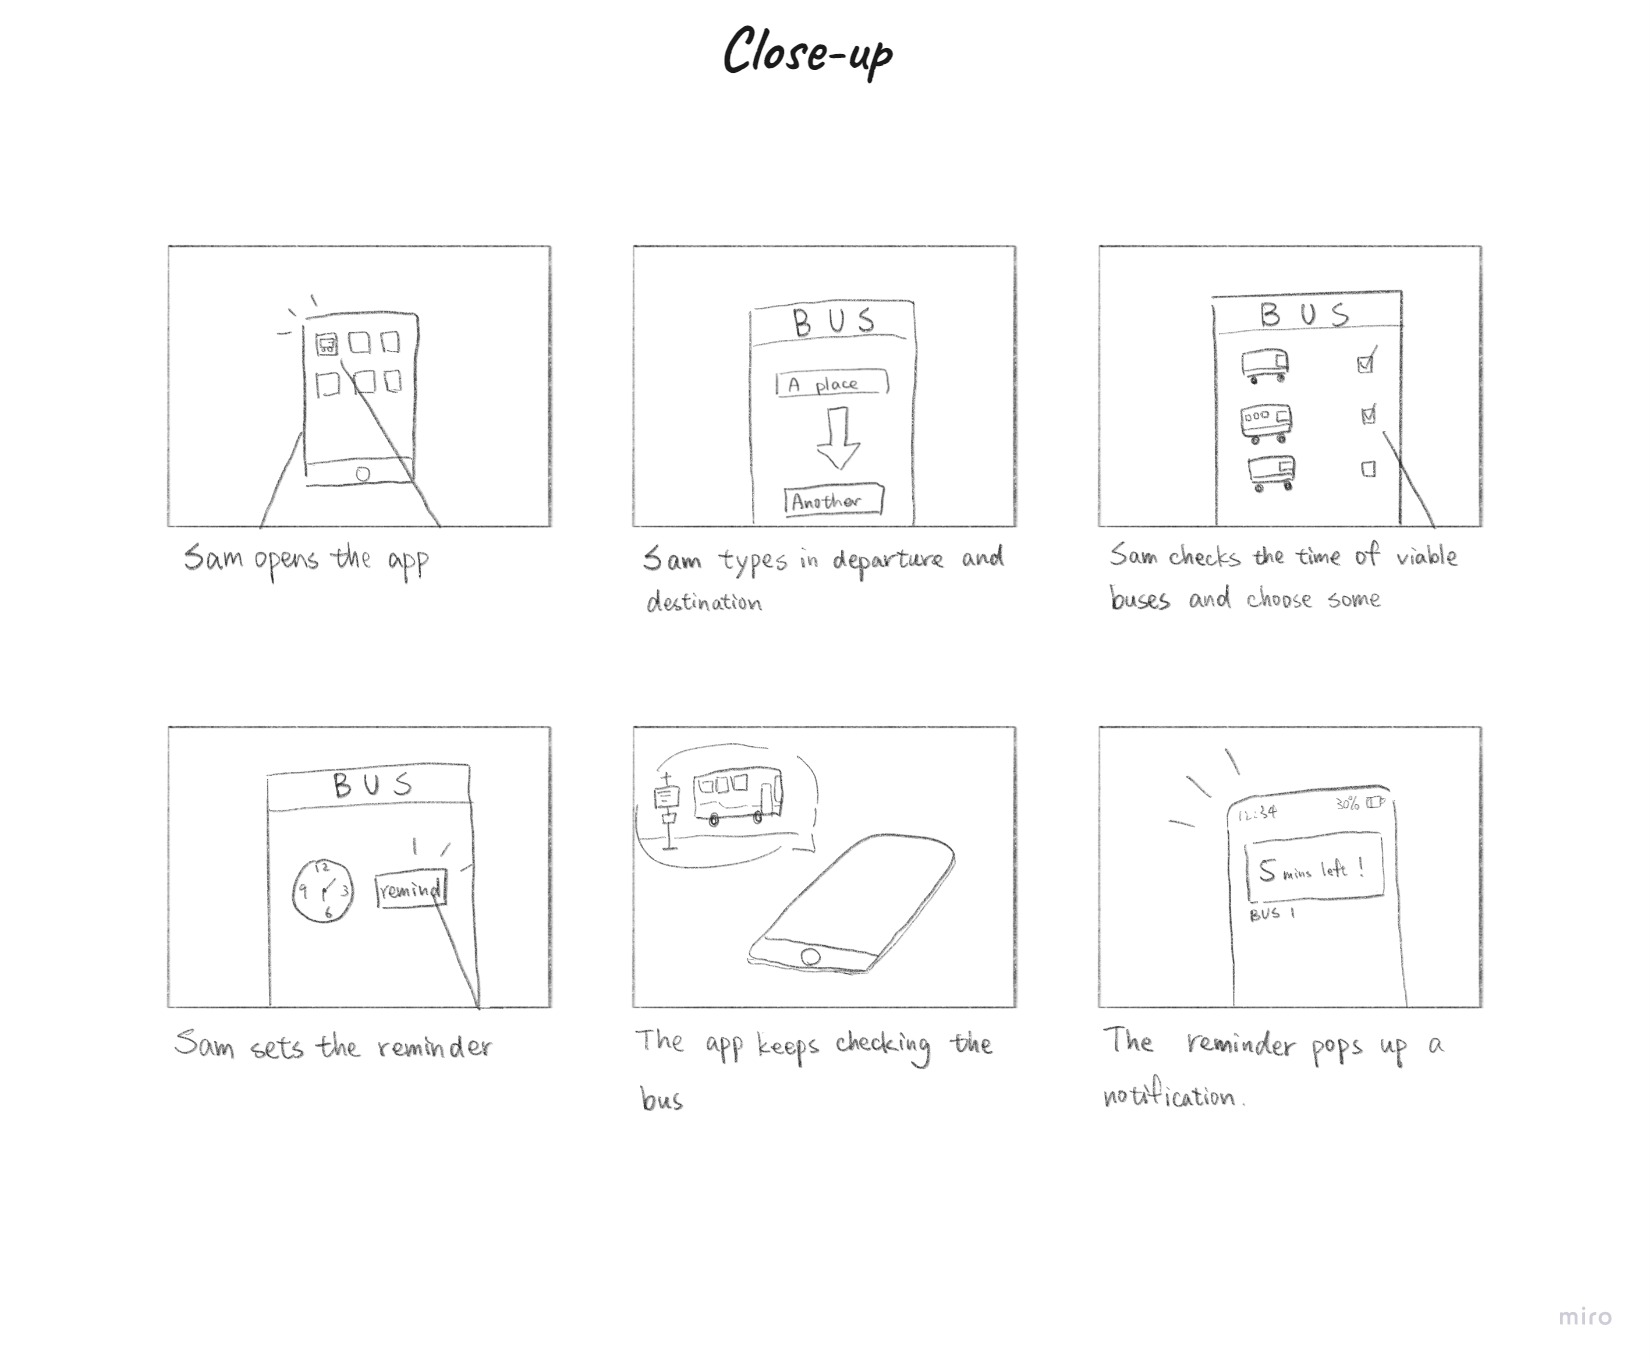 Close-up
BUS
A place
Another
BUS
Sam opens the app
Sam types in departure and
destination
Sam checks the time of viable
buses and choose some
BUS
12
9 3
6
remind
12:34 30%
5 mins left!
BUS 1
Sam sets the reminder
The app keeps checking the
bus
The reminder pops up a
notification.
miro